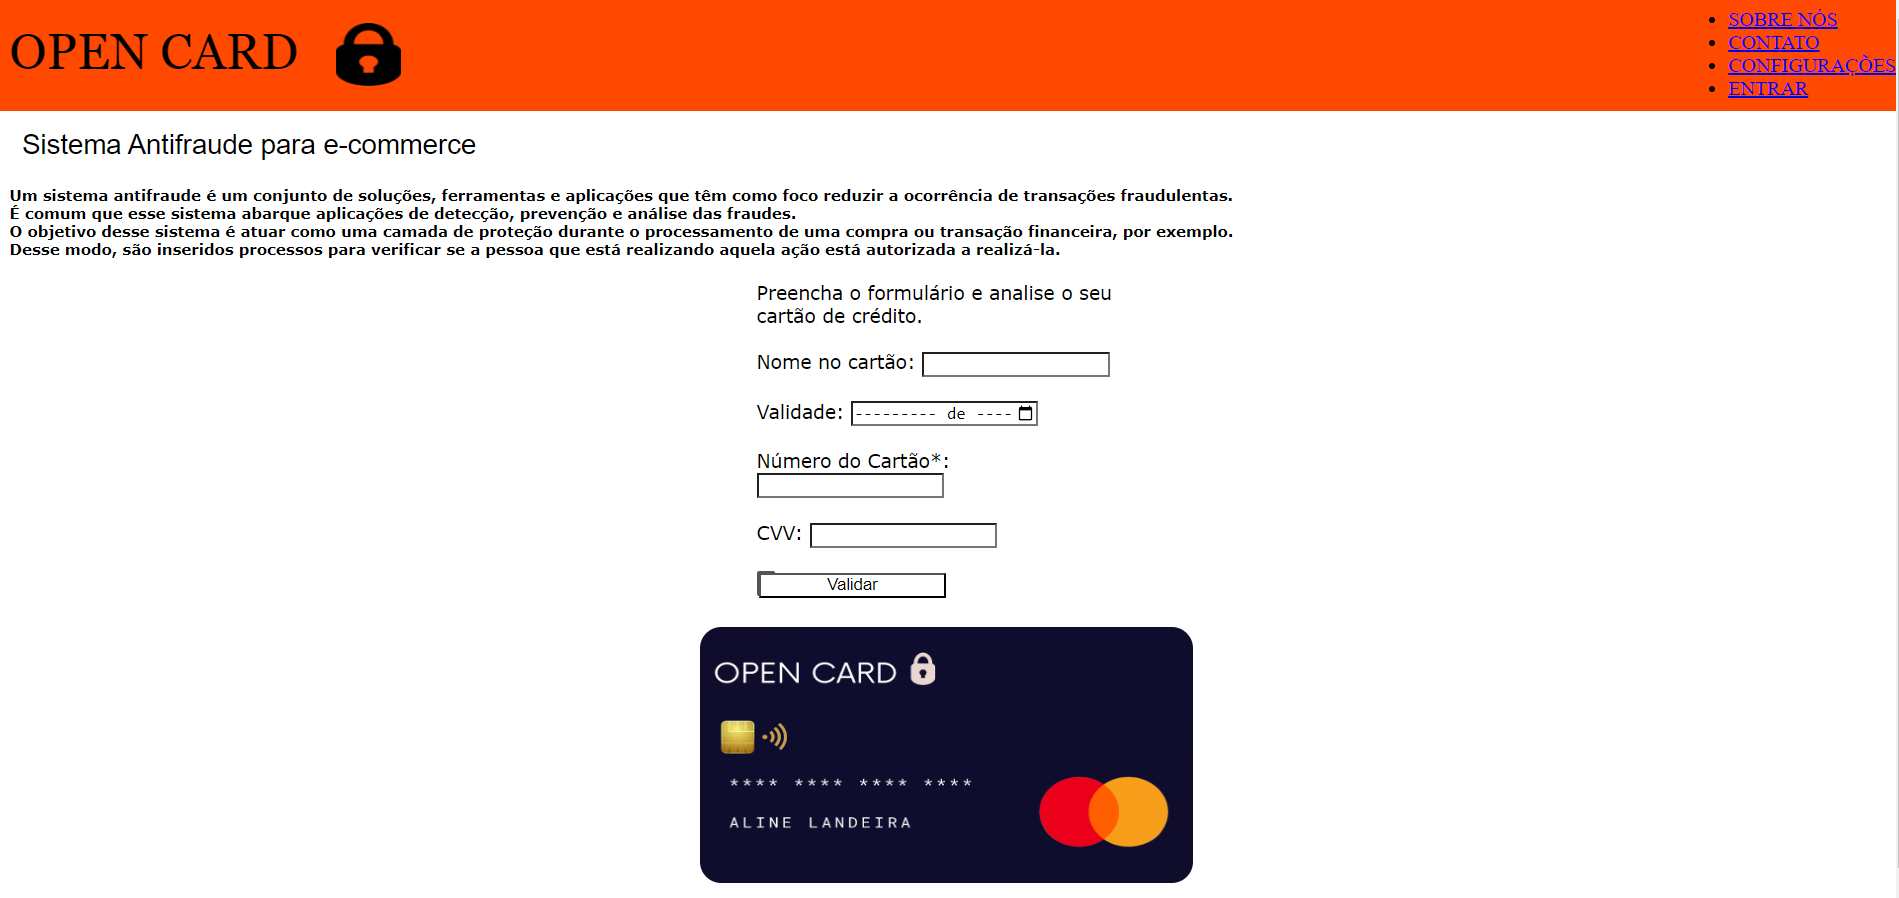 OPEN CARD
SOBRE NÓS
CONTATO
CONFIGURAÇÕES
ENTRAR
Sistema Antifraude para e-commerce
Um sistema antifraude é um conjunto de soluções, ferramentas e aplicações que têm como foco reduzir a ocorrência de transações fraudulentas.
É comum que esse sistema abarque aplicações de detecção, prevenção e análise das fraudes.
O objetivo desse sistema é atuar como uma camada de proteção durante o processamento de uma compra ou transação financeira, por exemplo.
Desse modo, são inseridos processos para verificar se a pessoa que está realizando aquela ação está autorizada a realizá-la.
Preencha o formulário e analise o seu
cartão de crédito.
Nome no cartão:
Validade: --------- de ----
Número do Cartão*:
CVV:
Validar
OPEN CARD
**** **** **** ****
ALINE LANDEIRA